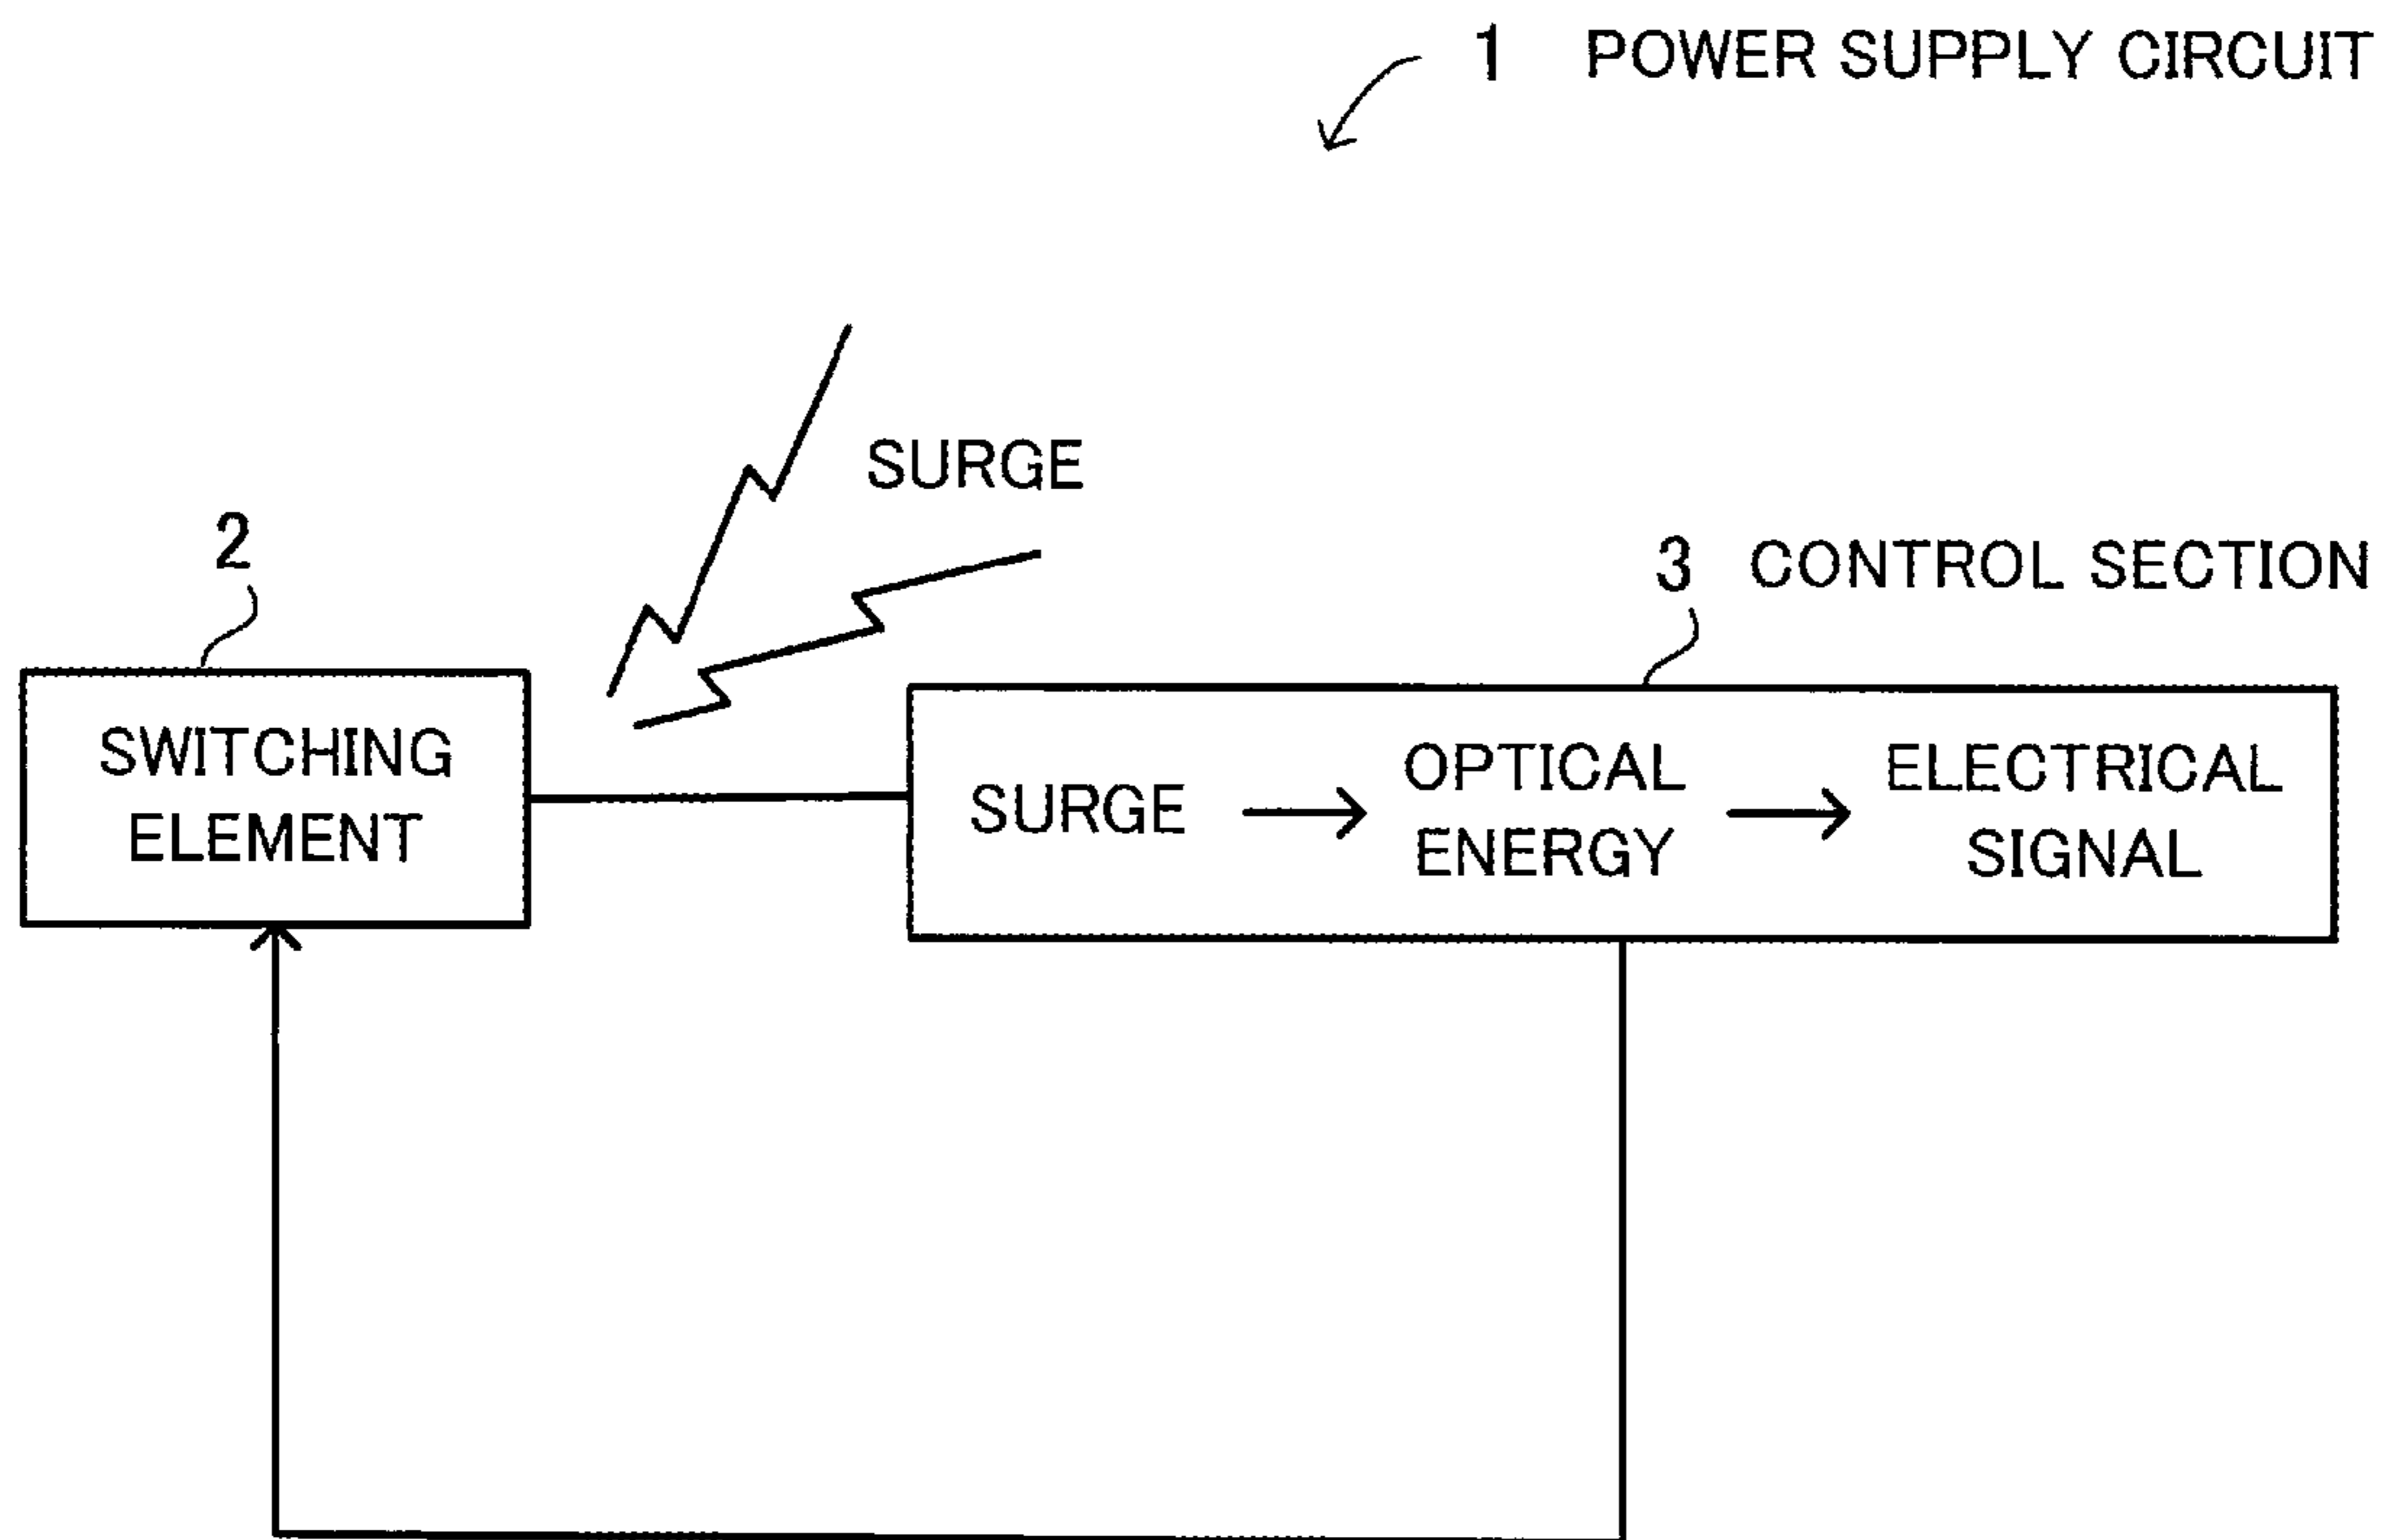 1 POWER SUPPLY CIRCUIT
SURGE
2
3 CONTROL SECTION
SWITCHING
ELEMENT
SURGE
OPTICAL
ENERGY
ELECTRICAL
SIGNAL